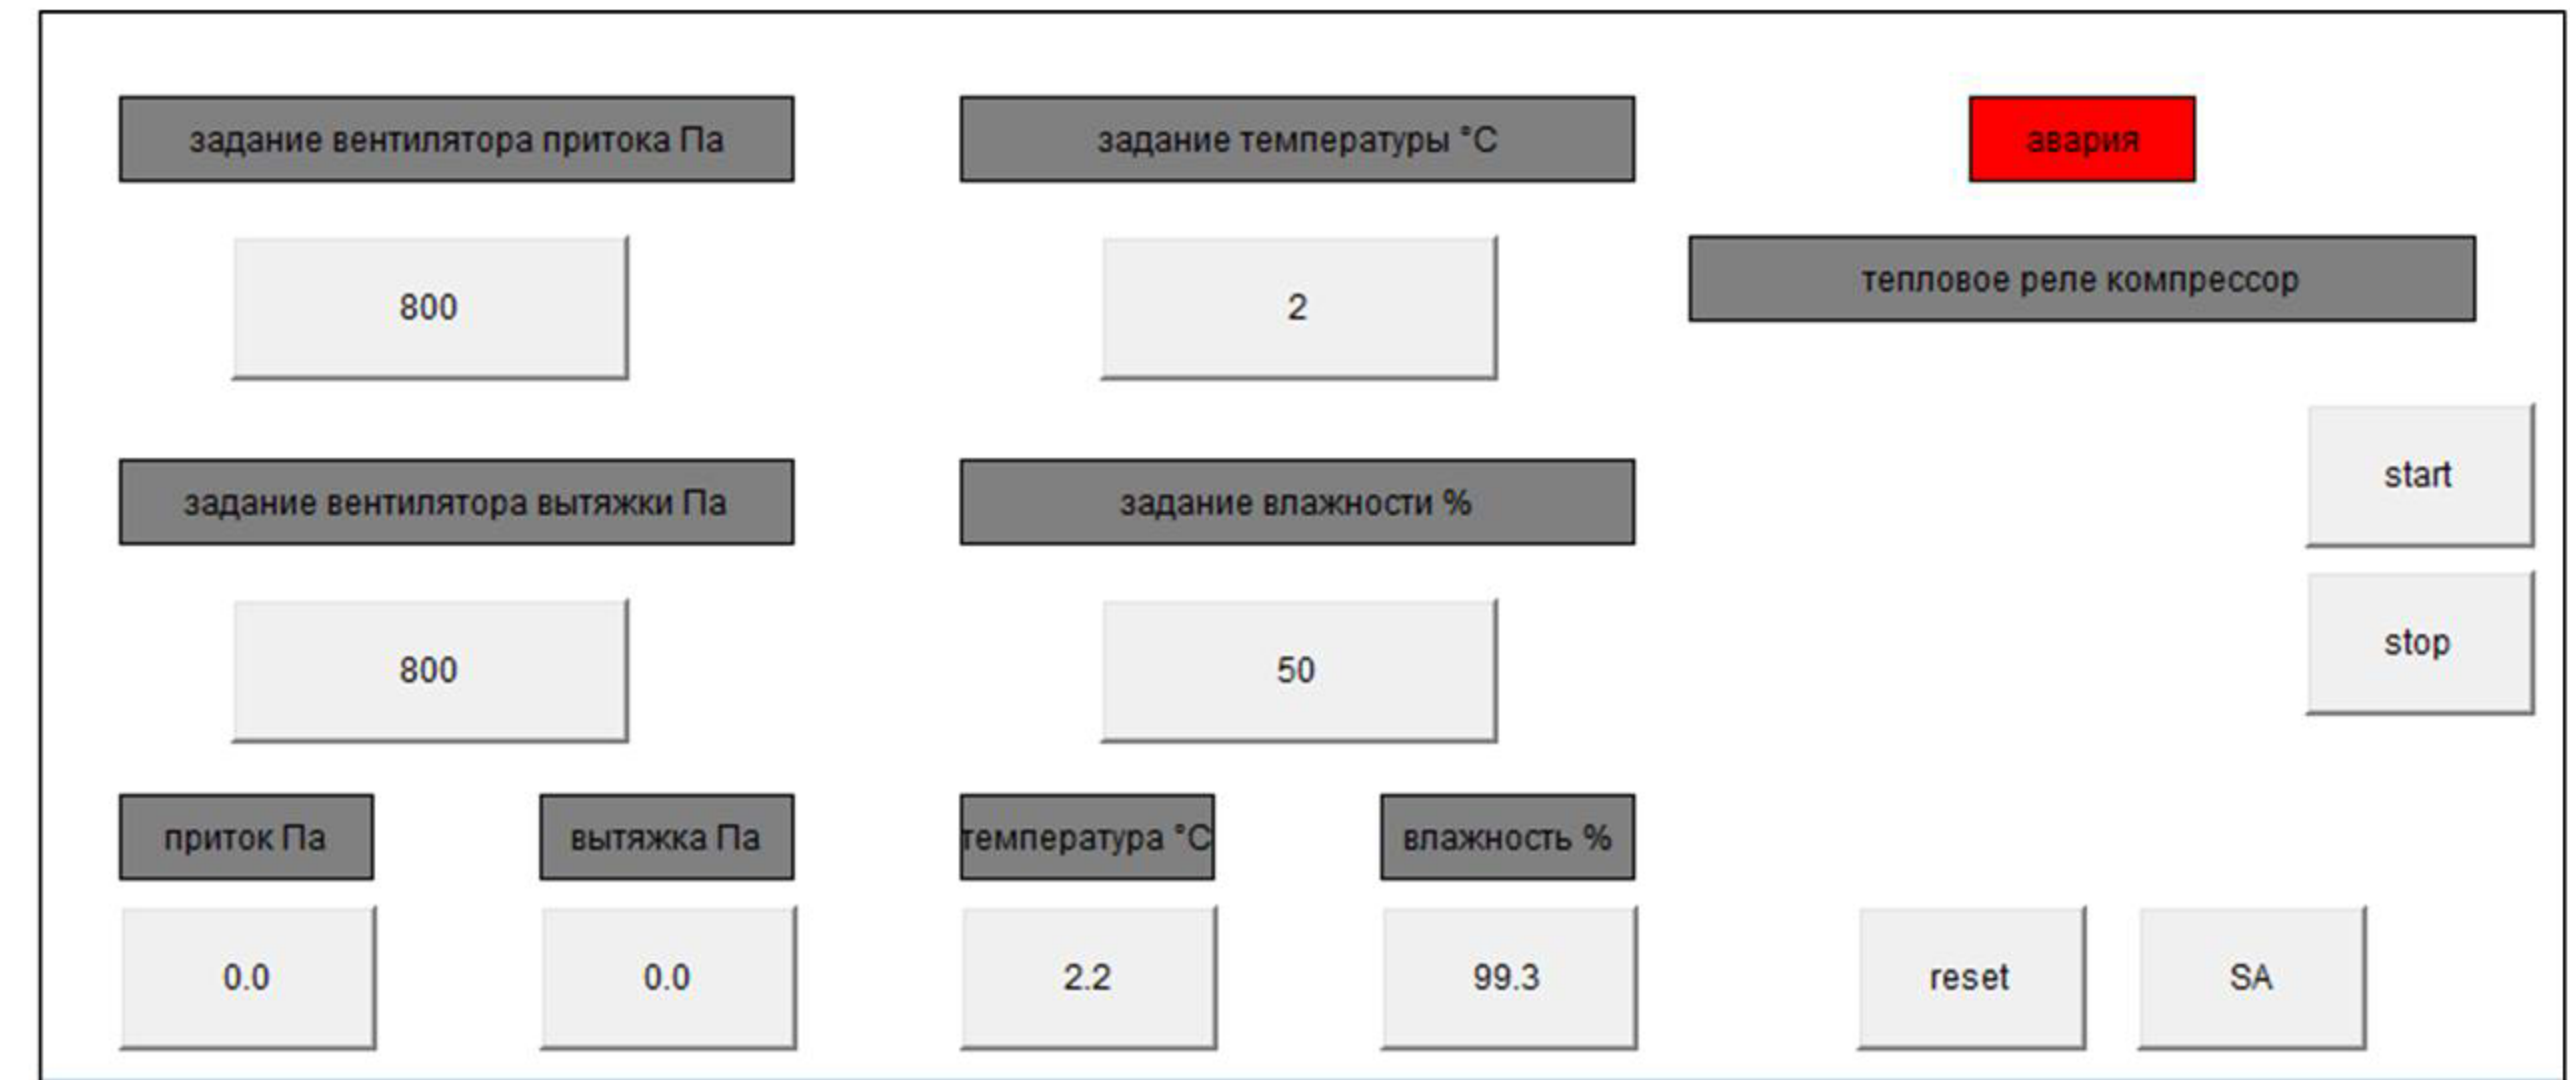 задание вентилятора притока Па
задание температуры °C
авария
800
2
тепловое реле компрессор
задание вентилятора вытяжки Па
задание влажности %
start
800
50
stop
приток Па
вытяжка Па
температура °C
влажность %
0.0
0.0
2.2
99.3
reset
SA